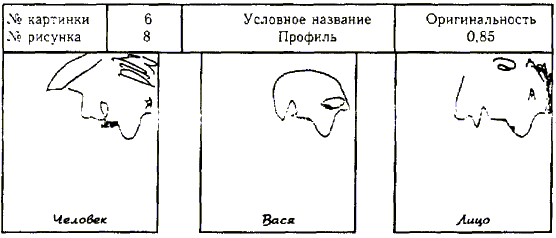 № картинки 6 Условное название Оригинальность
№ рисунка 8 Профиль 0,85
Человек Вася Лицо